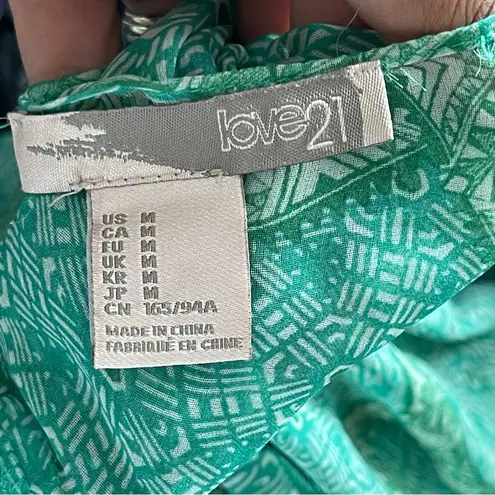 love21
US M
CA M
EU M
UK M
KR M
JP M
CN 165/94A
MADE IN CHINA
FABRIQUÉ EN CHINE